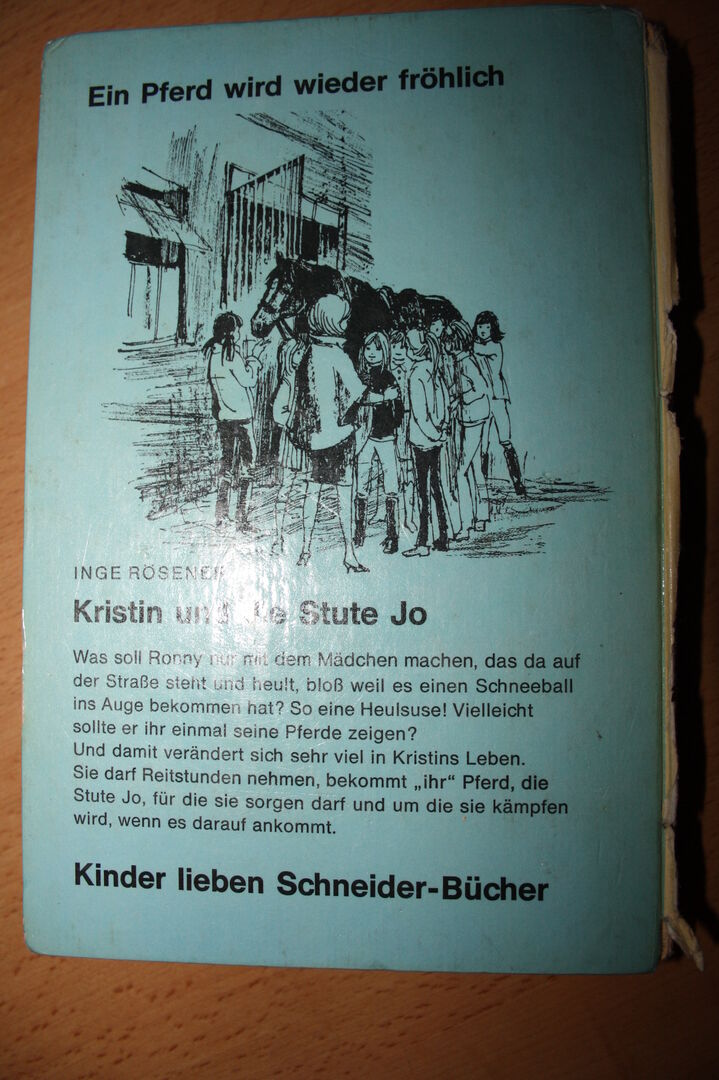 Ein Pferd wird wieder fröhlich
INGE RÖSENER
Kristin und die Stute Jo
Was soll Ronny nur mit dem Mädchen machen, das da auf
der Straße steht und heult, bloß weil es einen Schneeball
ins Auge bekommen hat? So eine Heulsuse! Vielleicht
sollte er ihr einmal seine Pferde zeigen?
Und damit verändert sich sehr viel in Kristins Leben.
Sie darf Reitstunden nehmen, bekommt „ihr“ Pferd, die
Stute Jo, für die sie sorgen darf und um die sie kämpfen
wird, wenn es darauf ankommt.
Kinder lieben Schneider-Bücher